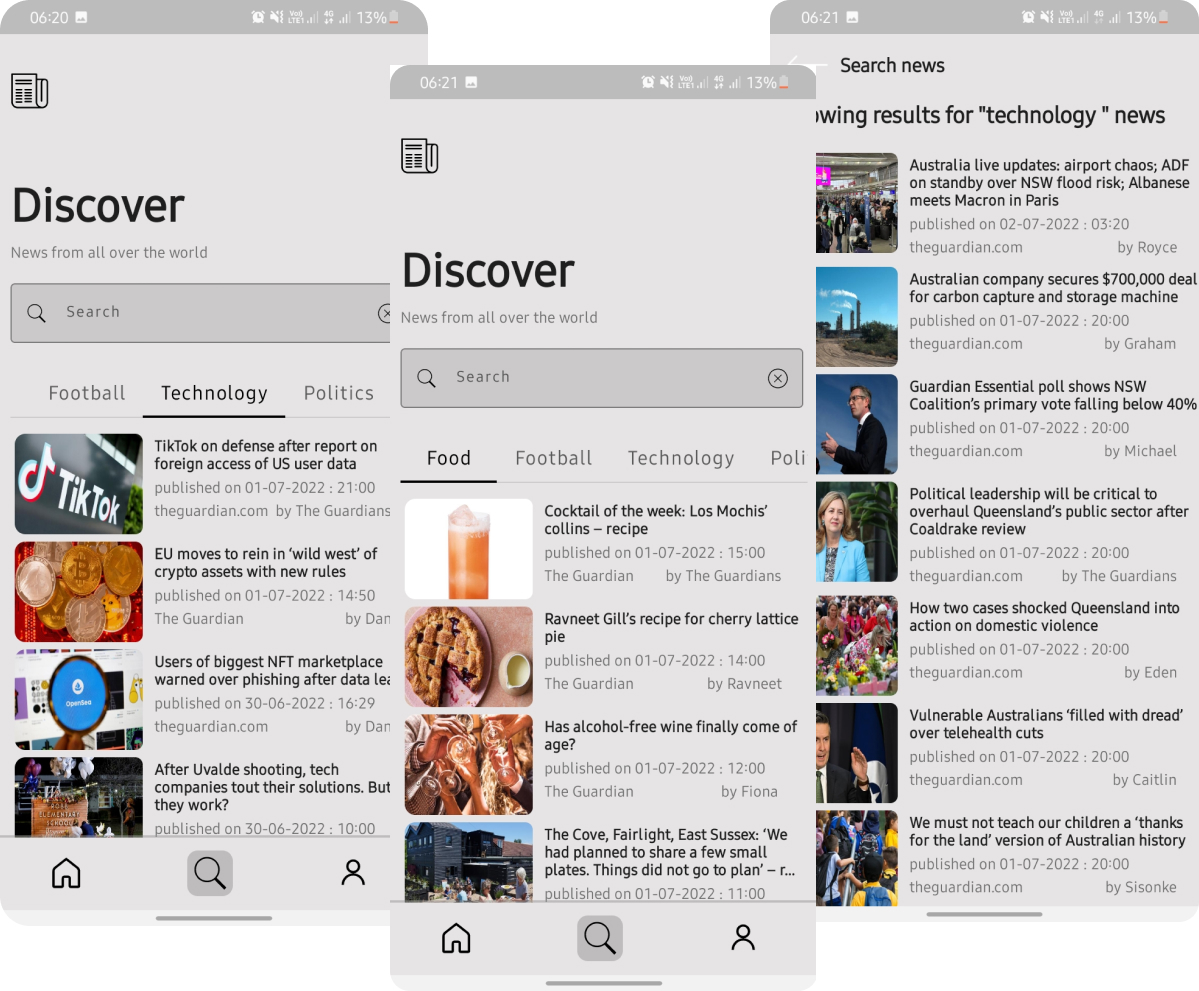 06:20
Vo)) LTE1 4G 13%
Discover
News from all over the world
Search
Football Technology Politics
TikTok
TikTok on defense after report on
foreign access of US user data
published on 01-07-2022 : 21:00
theguardian.com by The Guardians
EU moves to rein in ‘wild west’ of
crypto assets with new rules
published on 01-07-2022 : 14:50
The Guardian by Dan
OpenSea
Users of biggest NFT marketplace
warned over phishing after data lea
published on 30-06-2022 : 16:29
theguardian.com by Dan
ROBB
ELEMENTARY
SCHOOL
After Uvalde shooting, tech
companies tout their solutions. But
they work?
published on 30-06-2022 : 10:00
06:21
Vo)) LTE1 4G 13%
Discover
News from all over the world
Search
Food Football Technology Poli
Cocktail of the week: Los Mochis’
collins – recipe
published on 01-07-2022 : 15:00
The Guardian by The Guardians
Ravneet Gill’s recipe for cherry lattice
pie
published on 01-07-2022 : 14:00
The Guardian by Ravneet
Has alcohol-free wine finally come of
age?
published on 01-07-2022 : 12:00
The Guardian by Fiona
The Cove, Fairlight, East Sussex: ‘We
had planned to share a few small
plates. Things did not go to plan’ – r...
published on 01-07-2022 : 11:00
06:21
Vo)) LTE1 4G 13%
Search news
owing results for "technology " news
Australia live updates: airport chaos; ADF
on standby over NSW flood risk; Albanese
meets Macron in Paris
published on 02-07-2022 : 03:20
theguardian.com by Royce
Australian company secures $700,000 deal
for carbon capture and storage machine
published on 01-07-2022 : 20:00
theguardian.com by Graham
Guardian Essential poll shows NSW
Coalition’s primary vote falling below 40%
published on 01-07-2022 : 20:00
theguardian.com by Michael
Political leadership will be critical to
overhaul Queensland’s public sector after
Coaldrake review
published on 01-07-2022 : 20:00
theguardian.com by The Guardians
How two cases shocked Queensland into
action on domestic violence
published on 01-07-2022 : 20:00
theguardian.com by Eden
Vulnerable Australians ‘filled with dread’
over telehealth cuts
published on 01-07-2022 : 20:00
theguardian.com by Caitlin
We must not teach our children a ‘thanks
for the land’ version of Australian history
published on 01-07-2022 : 20:00
theguardian.com by Sisonke